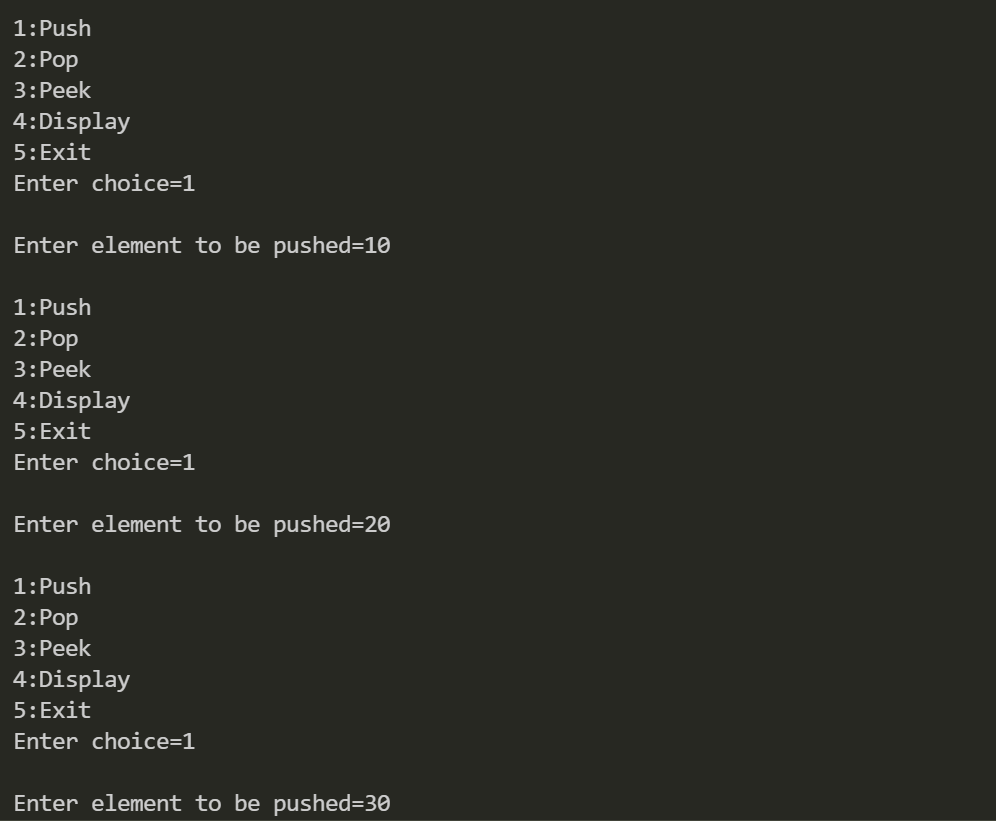 1:Push
2:Pop
3:Peek
4:Display
5:Exit
Enter choice=1
Enter element to be pushed=10
1:Push
2:Pop
3:Peek
4:Display
5:Exit
Enter choice=1
Enter element to be pushed=20
1:Push
2:Pop
3:Peek
4:Display
5:Exit
Enter choice=1
Enter element to be pushed=30